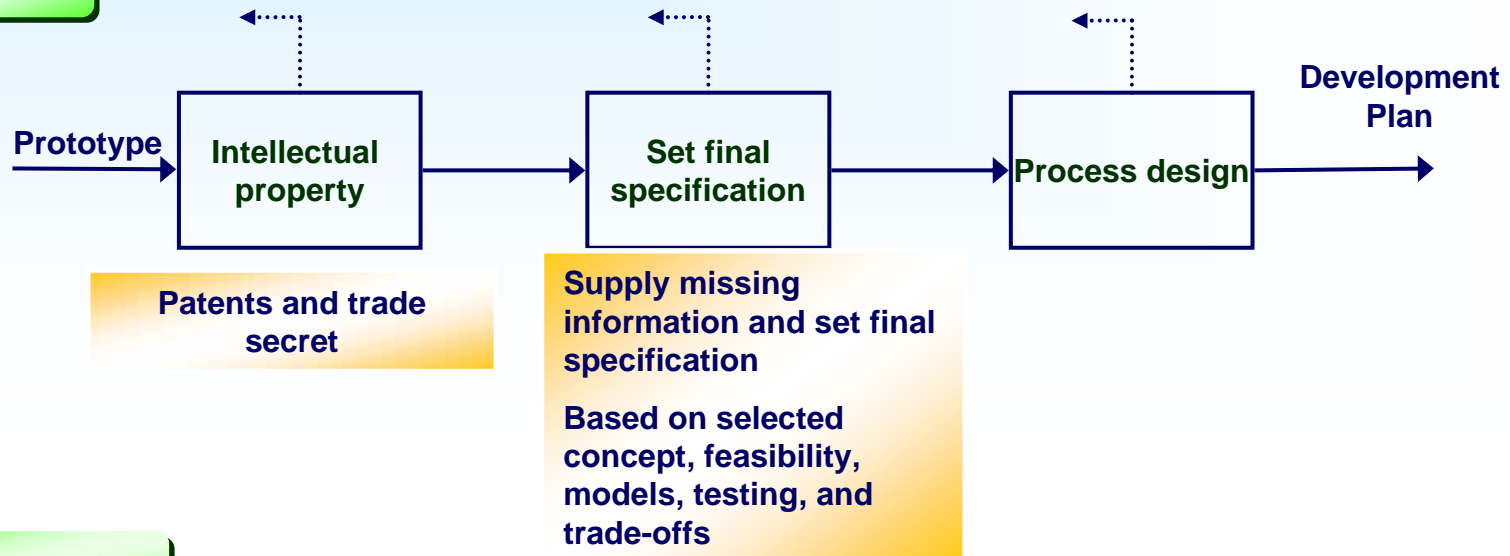 Development
Plan
Prototype
Intellectual
property
Set final
specification
Process design
Patents and trade
secret
Supply missing
information and set final
specification
Based on selected
concept, feasibility,
models, testing, and
trade-offs